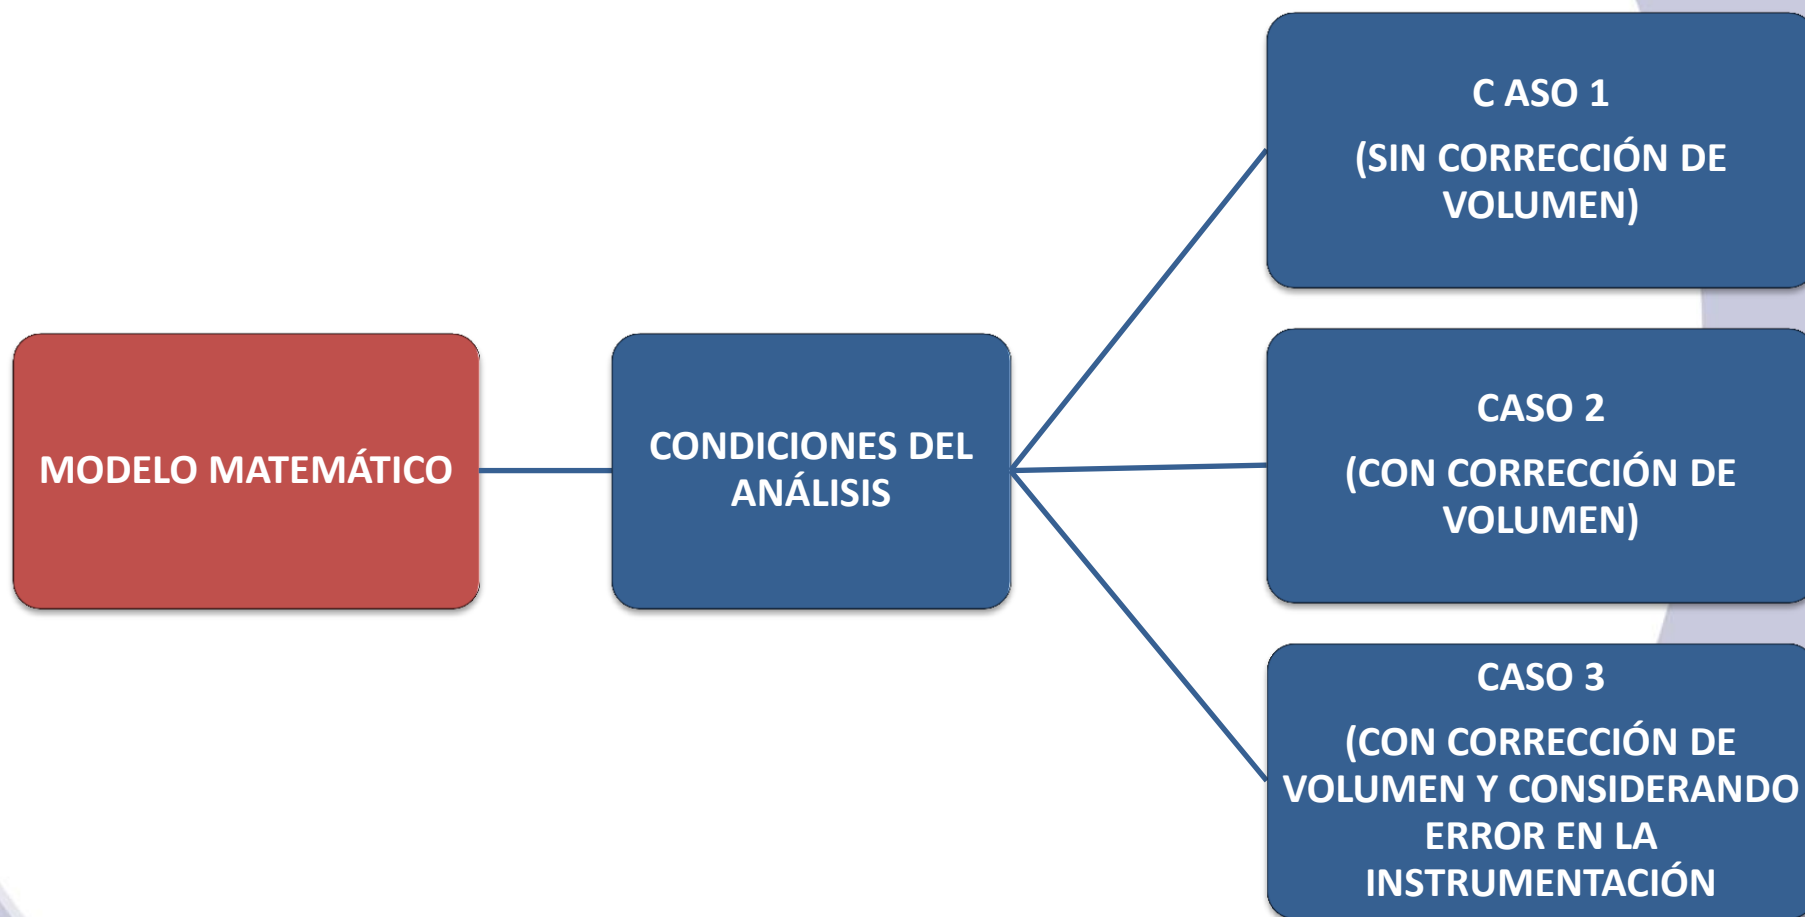 MODELO MATEMÁTICO
CONDICIONES DEL
ANÁLISIS
C ASO 1
(SIN CORRECCIÓN DE
VOLUMEN)
CASO 2
(CON CORRECCIÓN DE
VOLUMEN)
CASO 3
(CON CORRECCIÓN DE
VOLUMEN Y CONSIDERANDO
ERROR EN LA
INSTRUMENTACIÓN